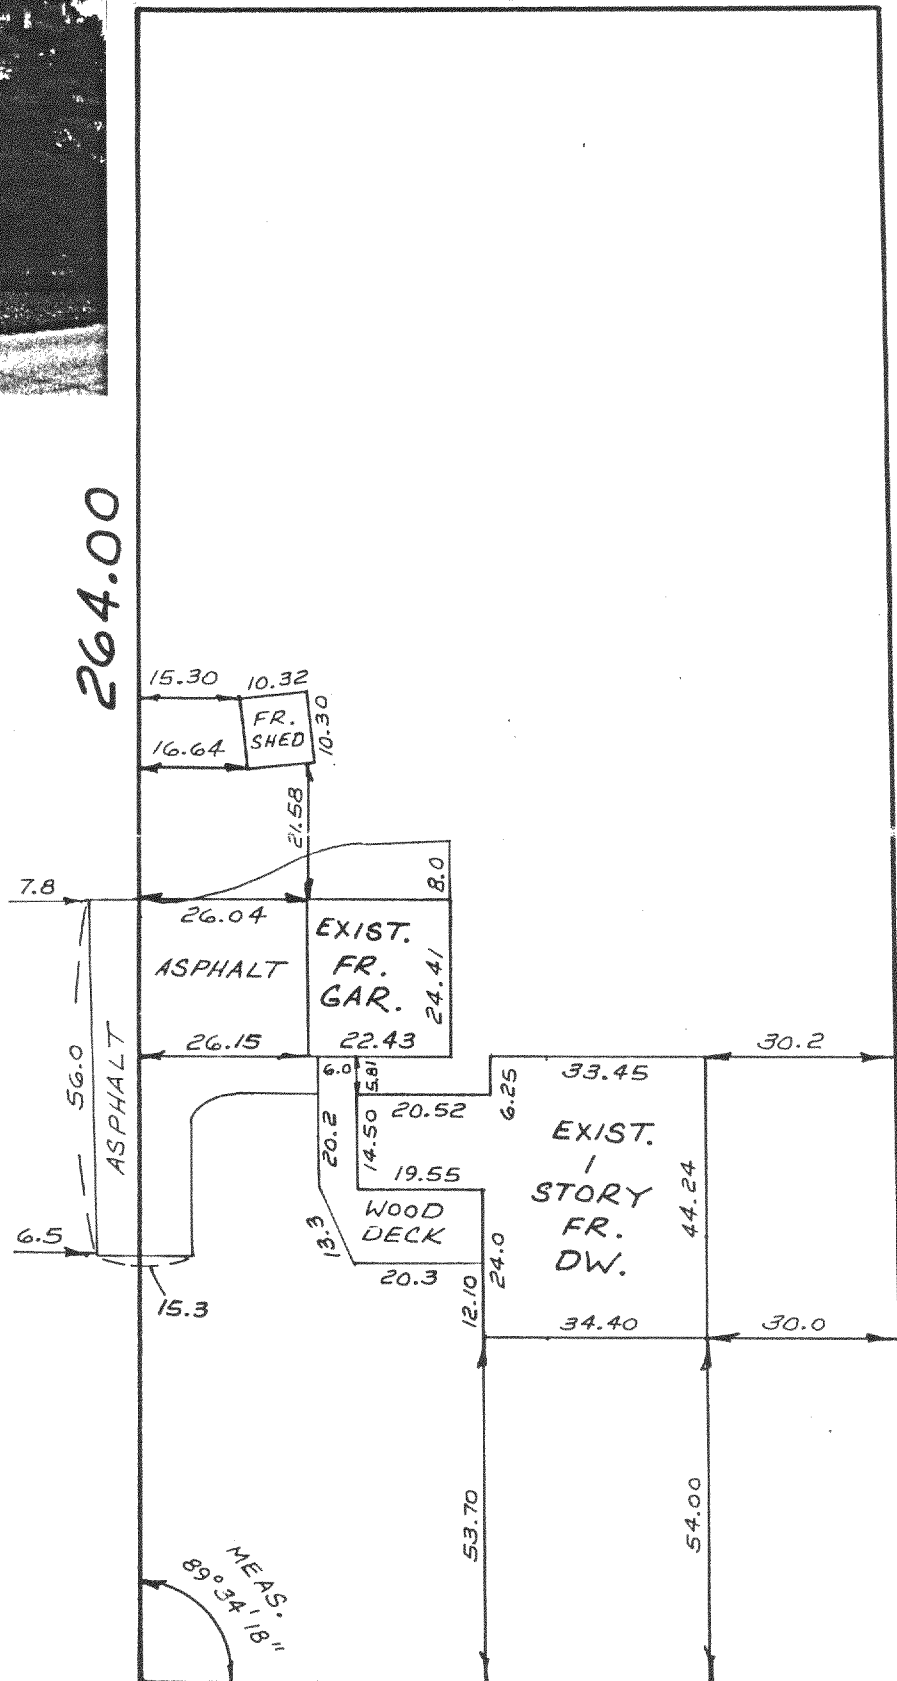 264.00
15.30
10.32
FR.
SHED
10.30
16.64
21.58
7.8
8.0
26.04
EXIST.
FR.
GAR.
24.41
ASPHALT
26.15
22.43
30.2
56.0
ASPHALT
6.0
5.81
33.45
6.25
20.52
20.2
14.50
EXIST.
1
STORY
FR.
DW.
44.24
19.55
WOOD
DECK
13.3
24.0
6.5
20.3
15.3
12.10
34.40
30.0
53.70
54.00
MEAS.
89°34'18"